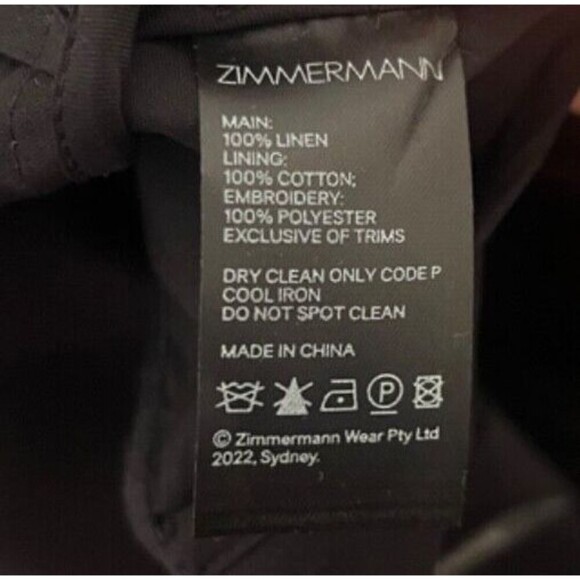 ZIMMERMANN
MAIN:
100% LINEN
LINING:
100% COTTON;
EMBROIDERY:
100% POLYESTER
EXCLUSIVE OF TRIMS
DRY CLEAN ONLY CODE P
COOL IRON
DO NOT SPOT CLEAN
MADE IN CHINA
P
© Zimmermann Wear Pty Ltd
2022, Sydney.